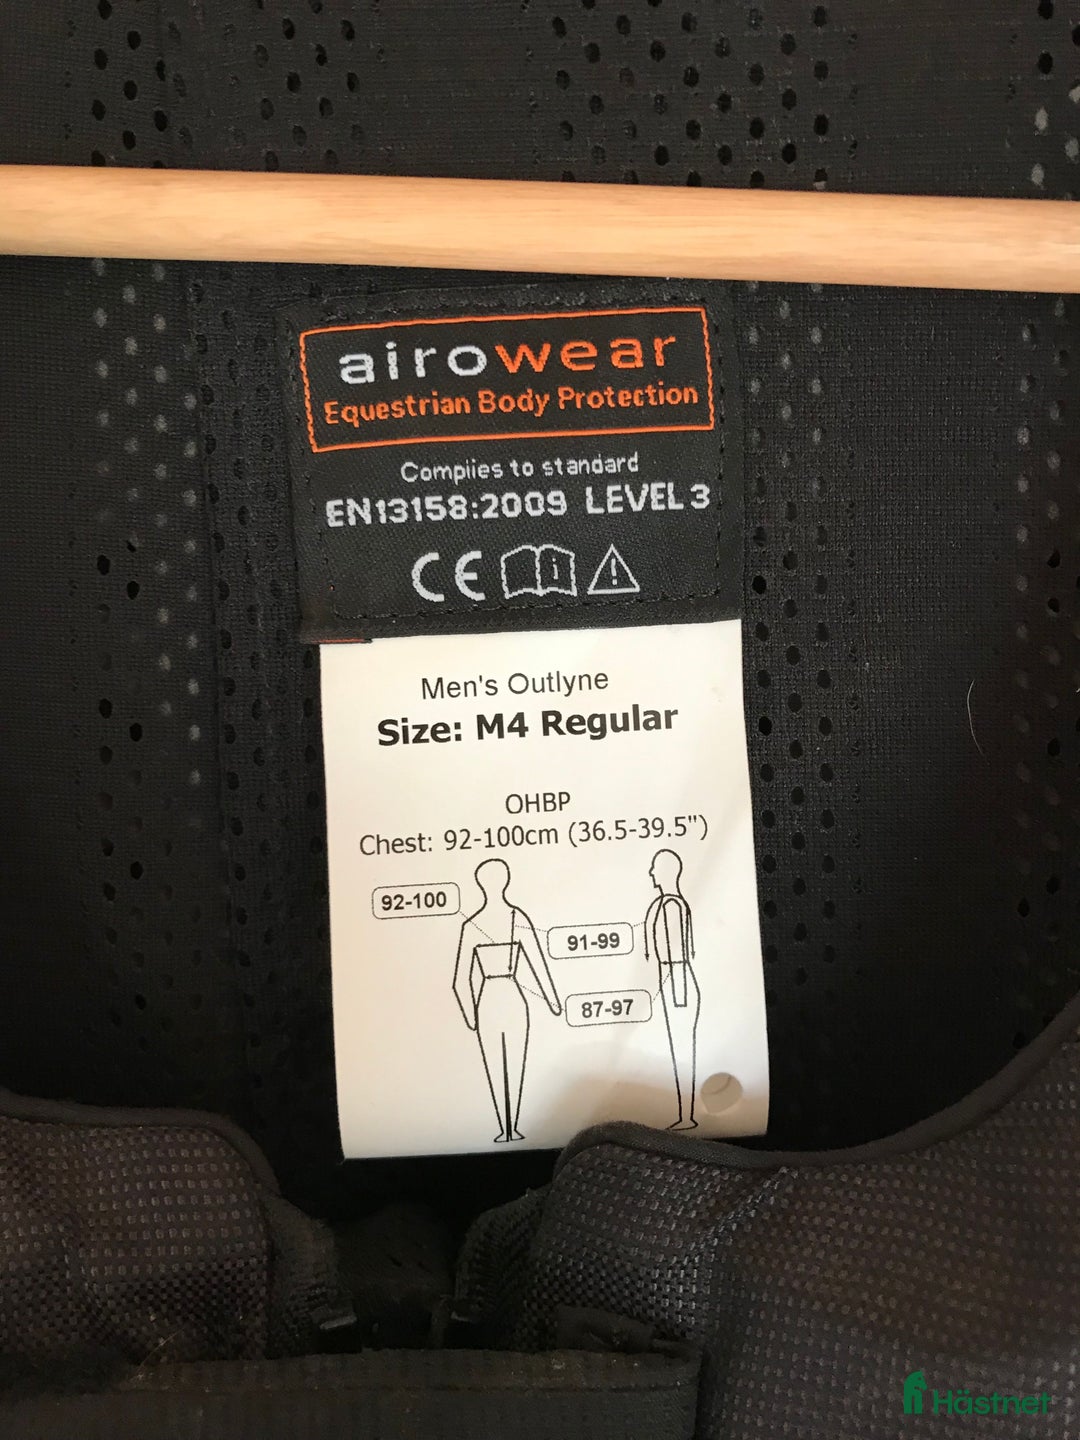 airowear
Equestrian Body Protection
Complies to standard
EN13158:2009 LEVEL 3
CE
Men's Outlyne
Size: M4 Regular
OHBP
Chest: 92-100cm (36.5-39.5")
92-100
91-99
87-97
Hästnet